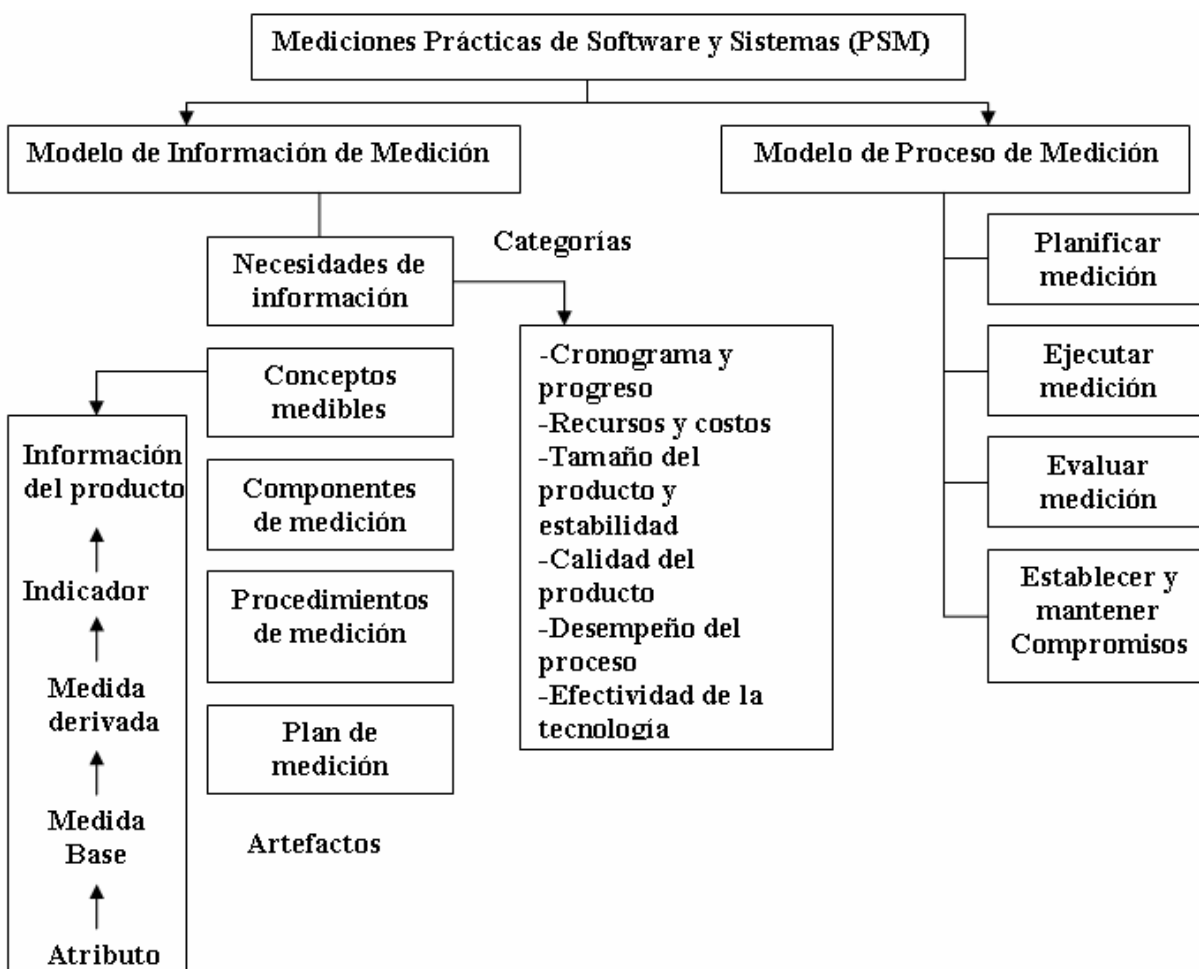 Mediciones Prácticas de Software y Sistemas (PSM)
Modelo de Información de Medición
Modelo de Proceso de Medición
Necesidades de
información
Categorías
-Cronograma y
progreso
-Recursos y costos
-Tamaño del
producto y
estabilidad
-Calidad del
producto
-Desempeño del
proceso
-Efectividad de la
tecnología
Conceptos
medibles
Información
del producto
Indicador
Medida
derivada
Medida
Base
Atributo
Componentes
de medición
Procedimientos
de medición
Plan de
medición
Artefactos
Planificar
medición
Ejecutar
medición
Evaluar
medición
Establecer y
mantener
Compromisos